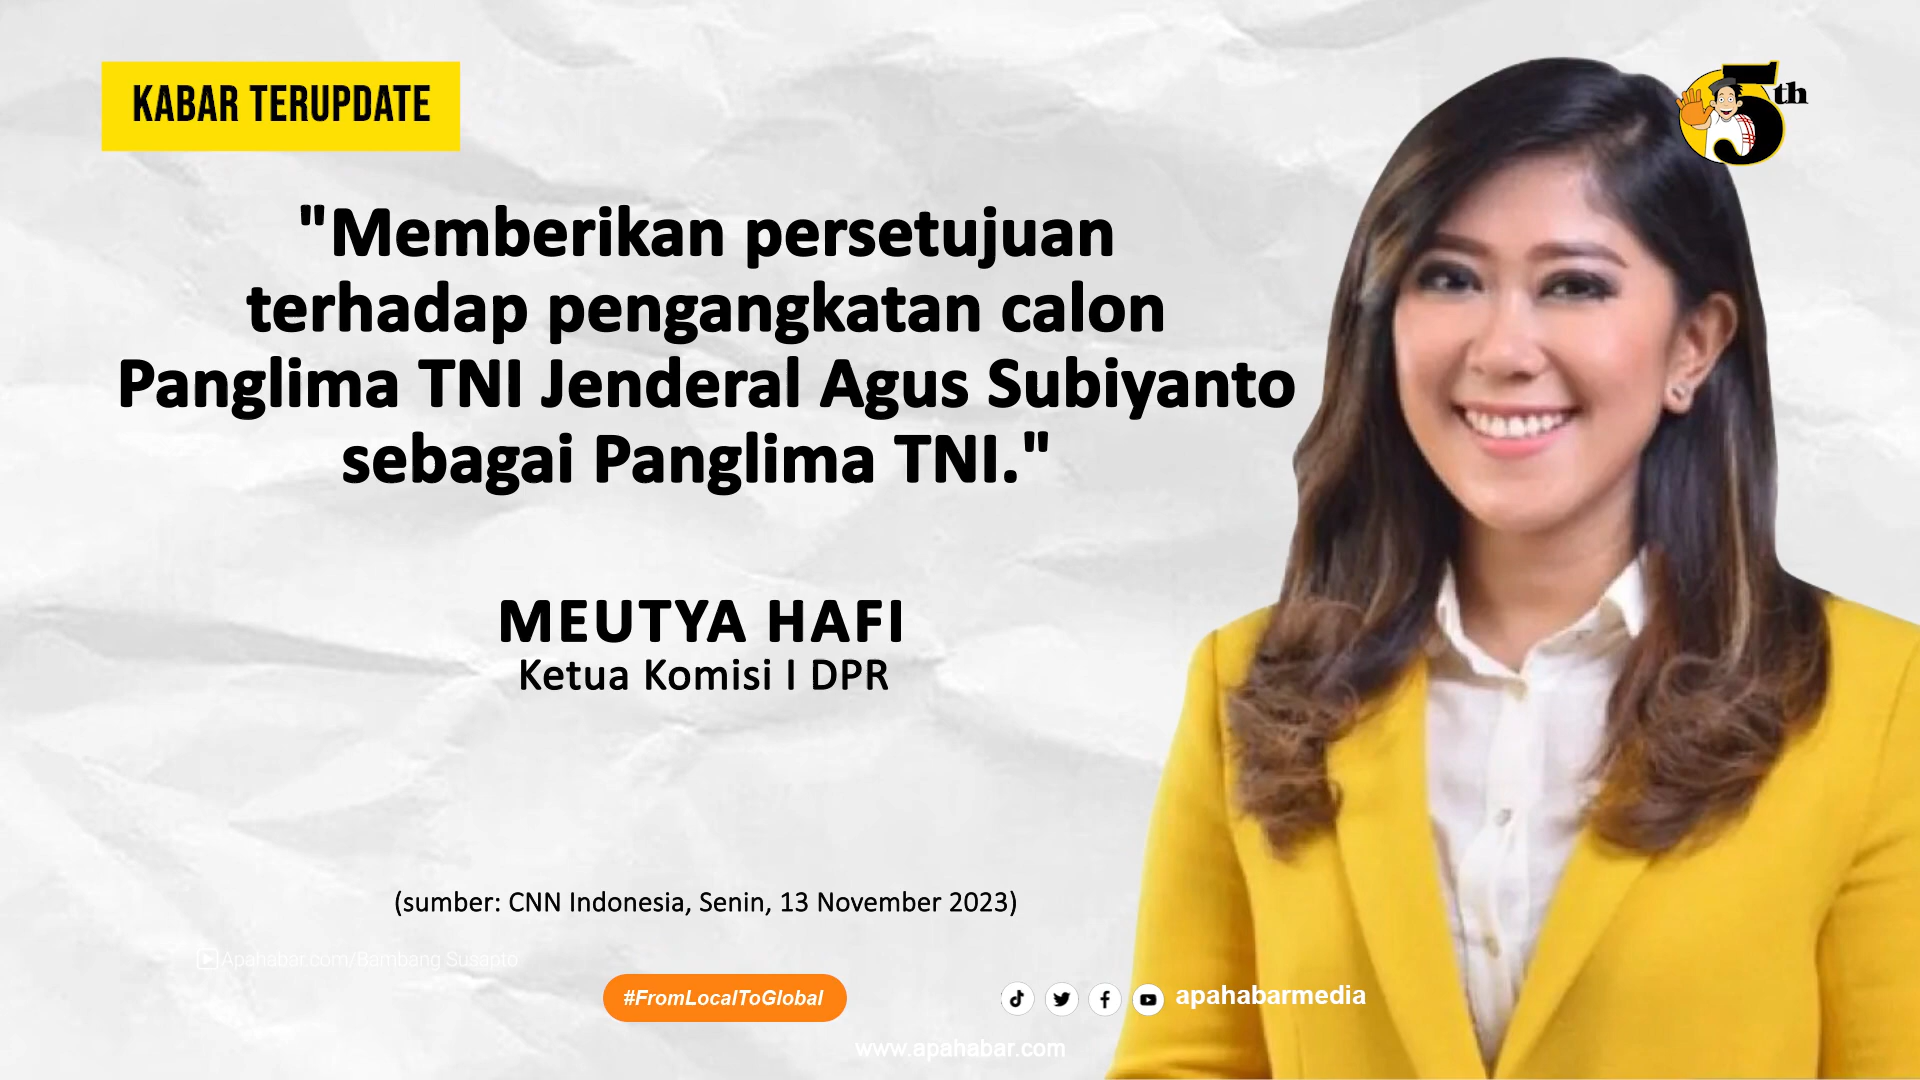 KABAR TERUPDATE
5th
"Memberikan persetujuan
terhadap pengangkatan calon
Panglima TNI Jenderal Agus Subiyanto
sebagai Panglima TNI."
MEUTYA HAFI
Ketua Komisi I DPR
(sumber: CNN Indonesia, Senin, 13 November 2023)
Apahabar.com/Bambang Susapto
#FromLocalToGlobal
apahabarmedia
www.apahabar.com